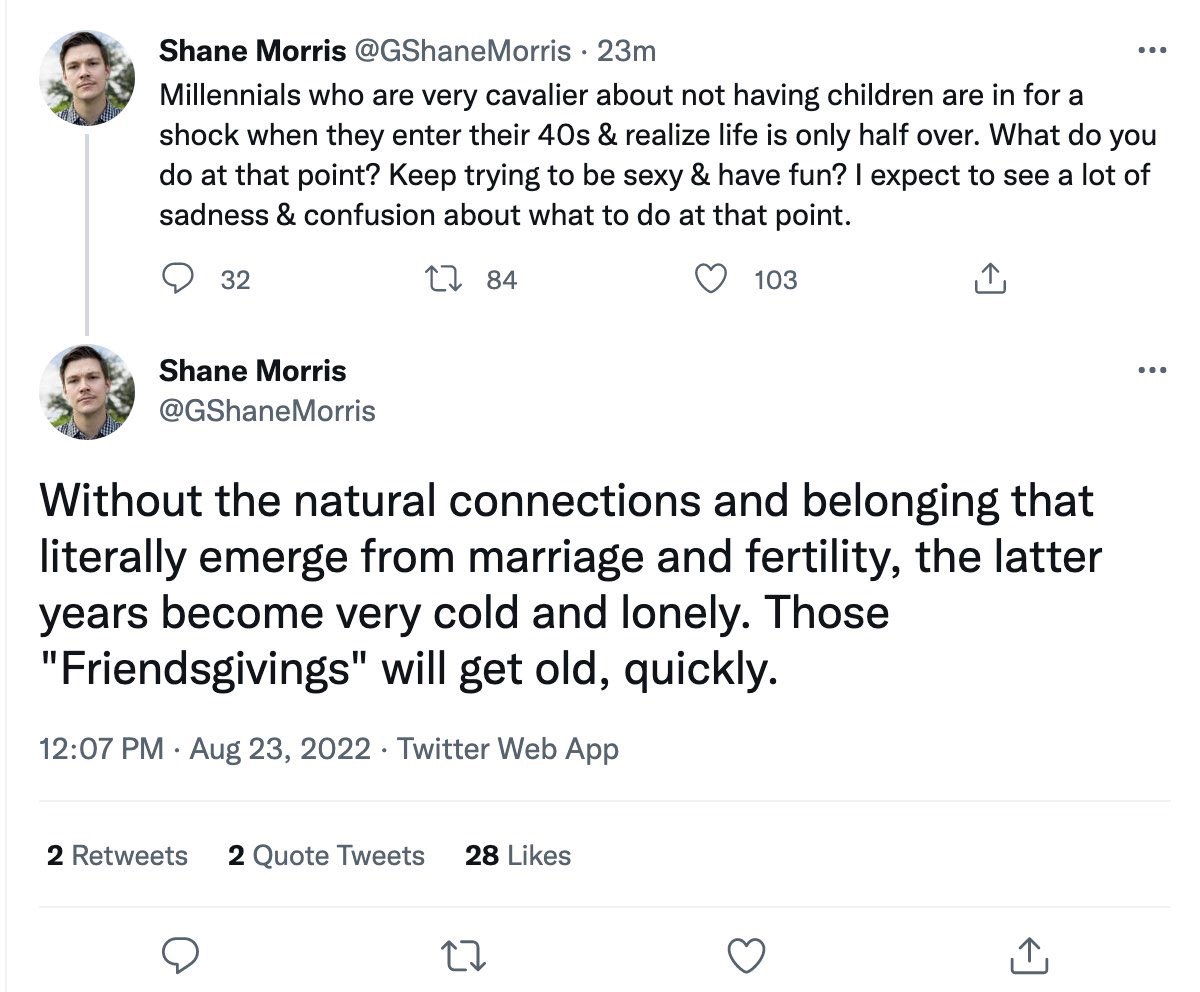 Shane Morris @GShaneMorris · 23m
Millennials who are very cavalier about not having children are in for a
shock when they enter their 40s & realize life is only half over. What do you
do at that point? Keep trying to be sexy & have fun? I expect to see a lot of
sadness & confusion about what to do at that point.
32 84 103
Shane Morris
@GShaneMorris
Without the natural connections and belonging that
literally emerge from marriage and fertility, the latter
years become very cold and lonely. Those
"Friendsgivings" will get old, quickly.
12:07 PM · Aug 23, 2022 · Twitter Web App
2 Retweets 2 Quote Tweets 28 Likes